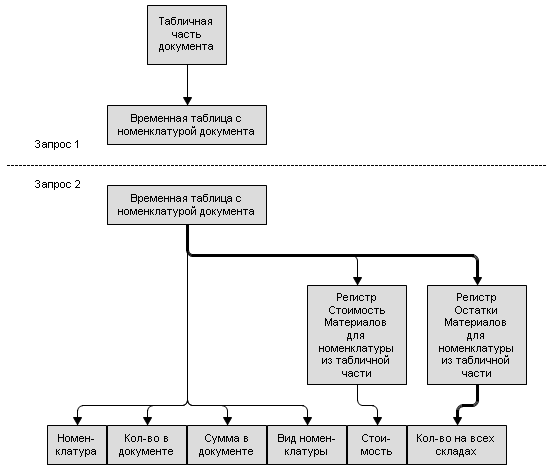 Табличная
часть
документа
Временная таблица с
номенклатурой документа
Запрос 1
Запрос 2
Временная таблица с
номенклатурой документа
Регистр
Стоимость
Материалов
для
номенклатуры
из табличной
части
Регистр
Остатки
Материалов
для
номенклатуры
из табличной
части
Номен-
клатура
Кол-во в
документе
Сумма в
документе
Вид номен-
клатуры
Стои-
мость
Кол-во на всех
складах